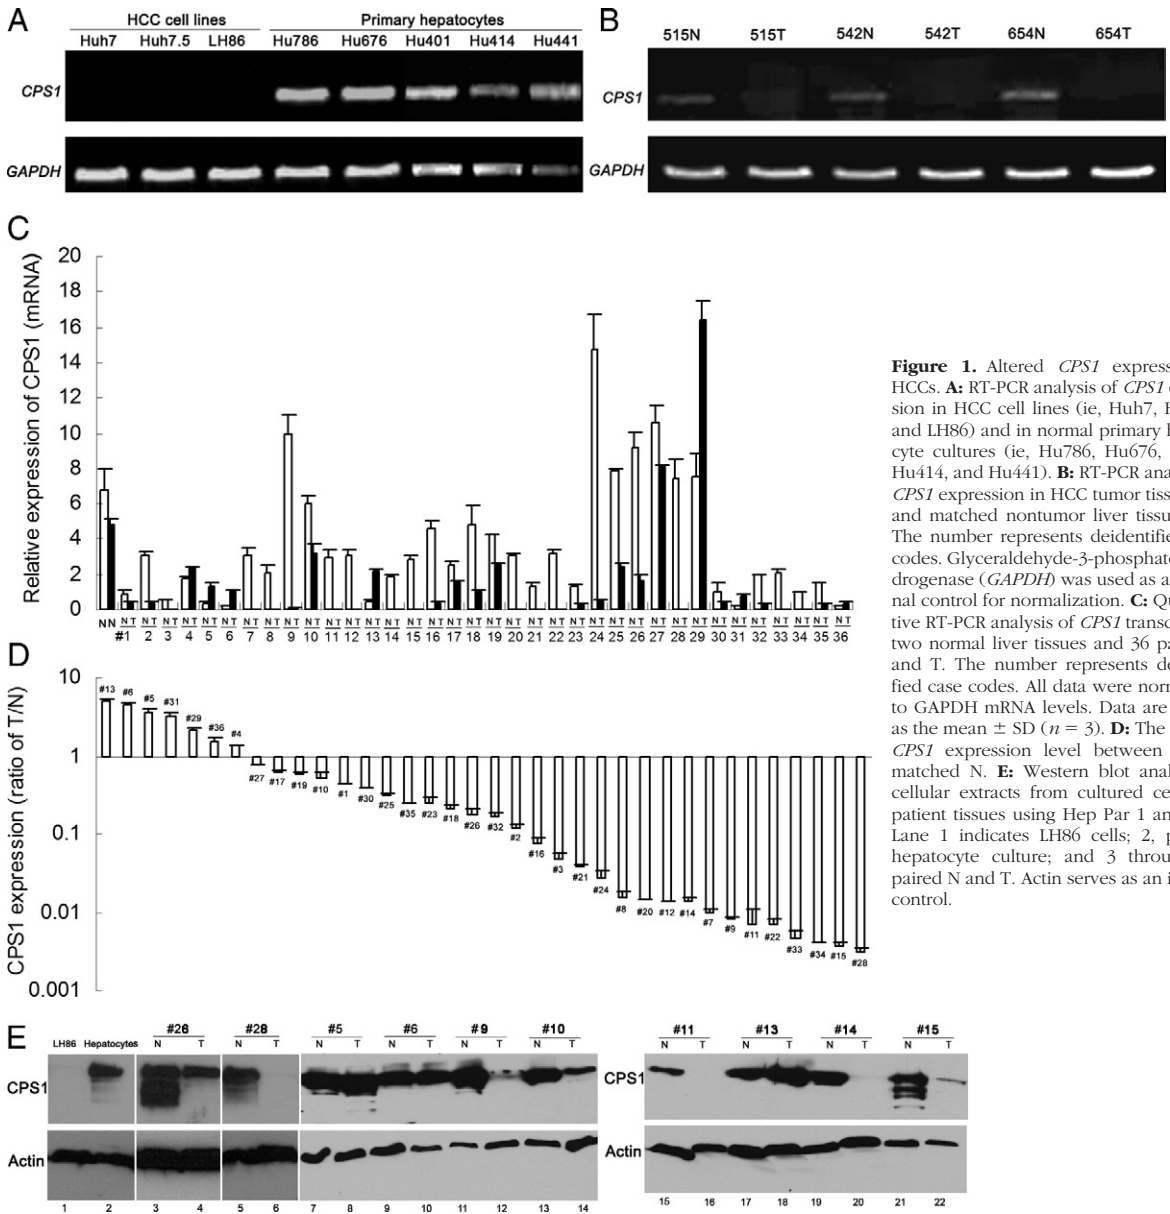 A
HCC cell lines Primary hepatocytes
Huh7 Huh7.5 LH86 Hu786 Hu676 Hu401 Hu414 Hu441
CPS1
GAPDH
B
515N 515T 542N 542T 654N 654T
CPS1
GAPDH
C
Relative expression of CPS1 (mRNA)
20
18
16
14
12
10
8
6
4
2
0
N N N T N T N T N T N T N T N T N T N T N T N T N T N T N T N T N T N T N T N T N T N T N T N T N T N T N T N T N T N T N T N T N T N T N T N T N T
#1 2 3 4 5 6 7 8 9 10 11 12 13 14 15 16 17 18 19 20 21 22 23 24 25 26 27 28 29 30 31 32 33 34 35 36
D
CPS1 expression (ratio of T/N)
10
1
0.1
0.01
0.001
#13 #6 #5 #31 #29 #36 #4 #27 #17 #19 #10 #1 #30 #25 #35 #23 #18 #26 #32 #2 #16 #3 #21 #24 #8 #20 #12 #14 #7 #9 #11 #22 #33 #34 #15 #28
E
#26 #28 #5 #6 #9 #10 #11 #13 #14 #15
LH86 Hepatocytes N T N T N T N T N T N T N T N T N T N T
CPS1 CPS1
Actin Actin
1 2 3 4 5 6 7 8 9 10 11 12 13 14 15 16 17 18 19 20 21 22
Figure 1. Altered CPS1 express
HCCs. A: RT-PCR analysis of CPS1
sion in HCC cell lines (ie, Huh7,
and LH86) and in normal primary h
cyte cultures (ie, Hu786, Hu676,
Hu414, and Hu441). B: RT-PCR ana
CPS1 expression in HCC tumor tiss
and matched nontumor liver tissu
The number represents deidentifie
codes. Glyceraldehyde-3-phosphat
drogenase (GAPDH) was used as a
nal control for normalization. C: Qu
tive RT-PCR analysis of CPS1 transc
two normal liver tissues and 36 pa
and T. The number represents de
fied case codes. All data were norm
to GAPDH mRNA levels. Data are
as the mean ± SD (n = 3). D: The
CPS1 expression level between
matched N. E: Western blot anal
cellular extracts from cultured ce
patient tissues using Hep Par 1 an
Lane 1 indicates LH86 cells; 2, p
hepatocyte culture; and 3 throu
paired N and T. Actin serves as an i
control.